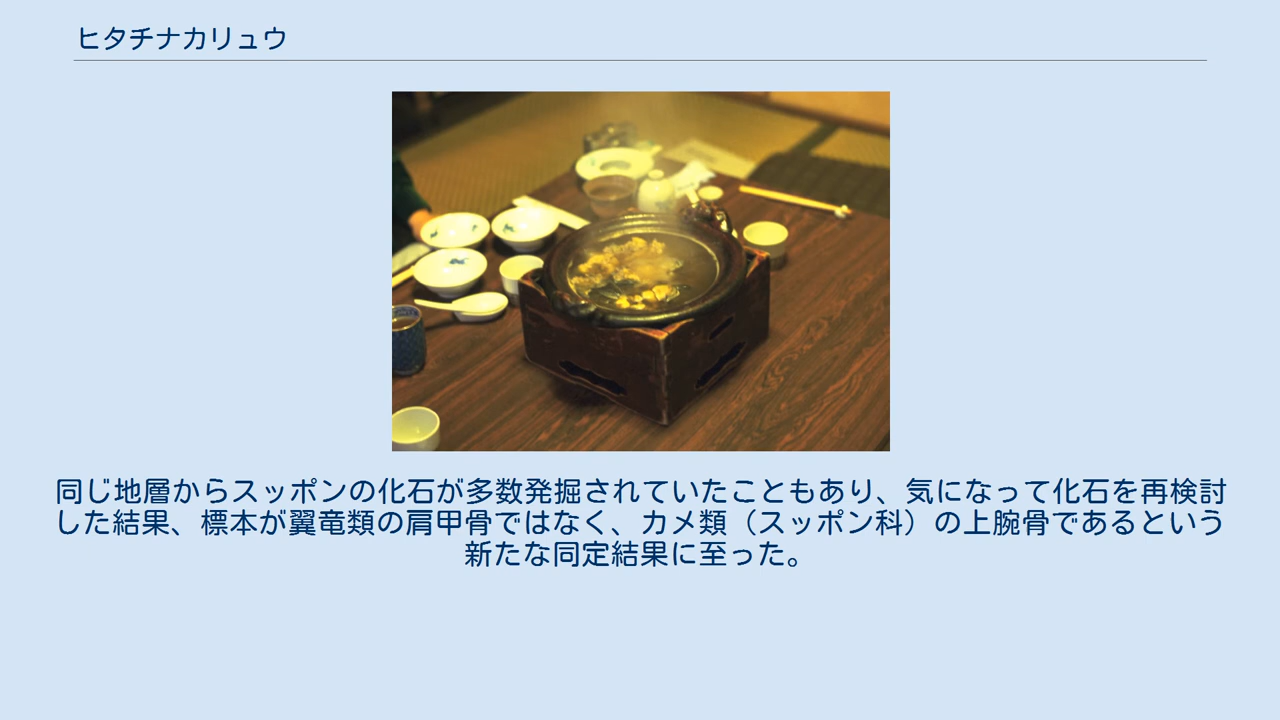 ヒタチナカリュウ
同じ地層からスッポンの化石が多数発掘されていたこともあり、気になって化石を再検討
した結果、標本が翼竜類の肩甲骨ではなく、カメ類（スッポン科）の上腕骨であるという
新たな同定結果に至った。